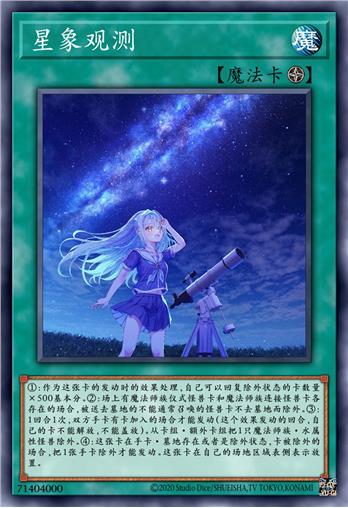 星象观测
魔
【魔法卡】
①:作为这张卡的发动时的效果处理,自己可以回复除外状态的卡数量
×500基本分。②:场上有魔法师族仪式怪兽卡和魔法师族连接怪兽卡各
存在的场合,被送去墓地的不能通常召唤的怪兽卡不去墓地而除外。③:
1回合1次,双方手卡有卡加入的场合才能发动(这个效果发动的回合,自
己的卡不能解放,不能盖放)。从卡组·额外卡组把1只魔法师族·水属
性怪兽除外。④:这张卡在手卡·墓地存在或者是除外状态,卡被除外的
场合,把1张手卡除外才能发动。这张卡在自己的场地区域表侧表示放
置。
71404000
©2020 Studio Dice/SHUEISHA,TV TOKYO,KONAMI